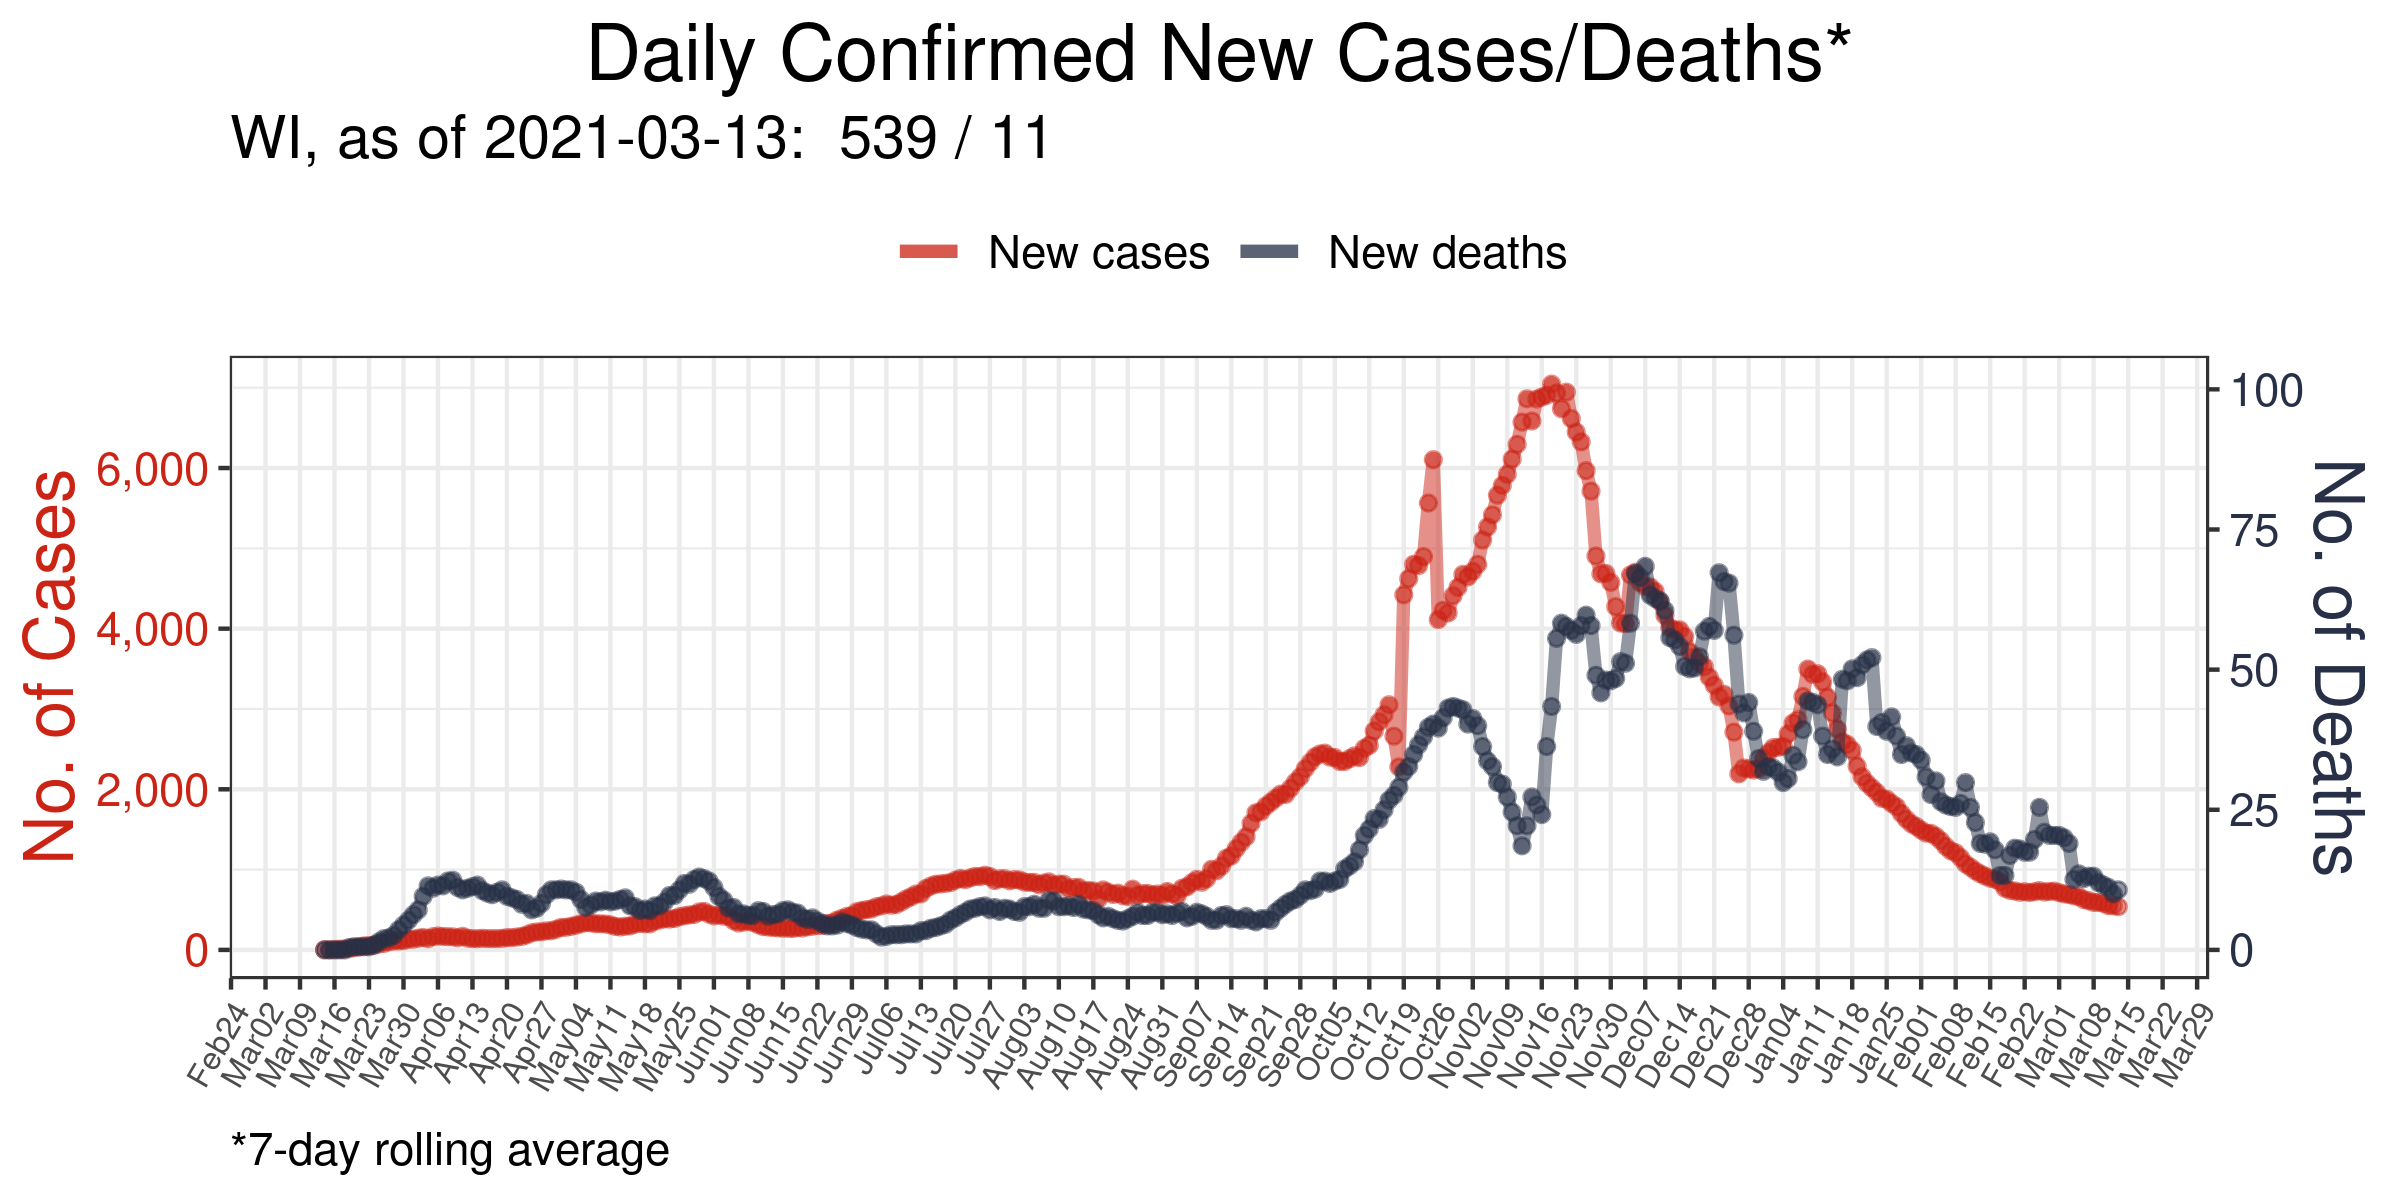 Daily Confirmed New Cases/Deaths*
WI, as of 2021-03-13:  539 / 11
New cases
New deaths
No. of Cases
6,000
4,000
2,000
0
100
75
50
25
0
No. of Deaths
Feb24
Mar02
Mar09
Mar16
Mar23
Mar30
Apr06
Apr13
Apr20
Apr27
May04
May11
May18
May25
Jun01
Jun08
Jun15
Jun22
Jun29
Jul06
Jul13
Jul20
Jul27
Aug03
Aug10
Aug17
Aug24
Aug31
Sep07
Sep14
Sep21
Sep28
Oct05
Oct12
Oct19
Oct26
Nov02
Nov09
Nov16
Nov23
Nov30
Dec07
Dec14
Dec21
Dec28
Jan04
Jan11
Jan18
Jan25
Feb01
Feb08
Feb15
Feb22
Mar01
Mar08
Mar15
Mar22
Mar29
*7-day rolling average